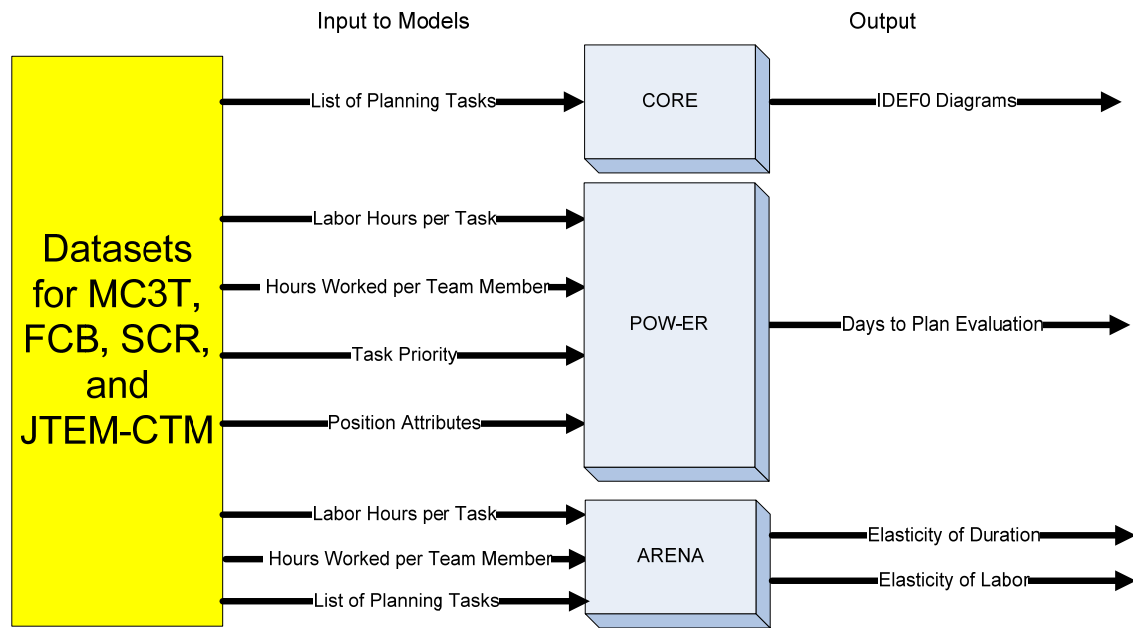 Input to Models
Output
Datasets
for MC3T,
FCB, SCR,
and
JTEM-CTM
List of Planning Tasks
CORE
IDEF0 Diagrams
Labor Hours per Task
Hours Worked per Team Member
Task Priority
Position Attributes
POW-ER
Days to Plan Evaluation
Labor Hours per Task
Hours Worked per Team Member
List of Planning Tasks
ARENA
Elasticity of Duration
Elasticity of Labor